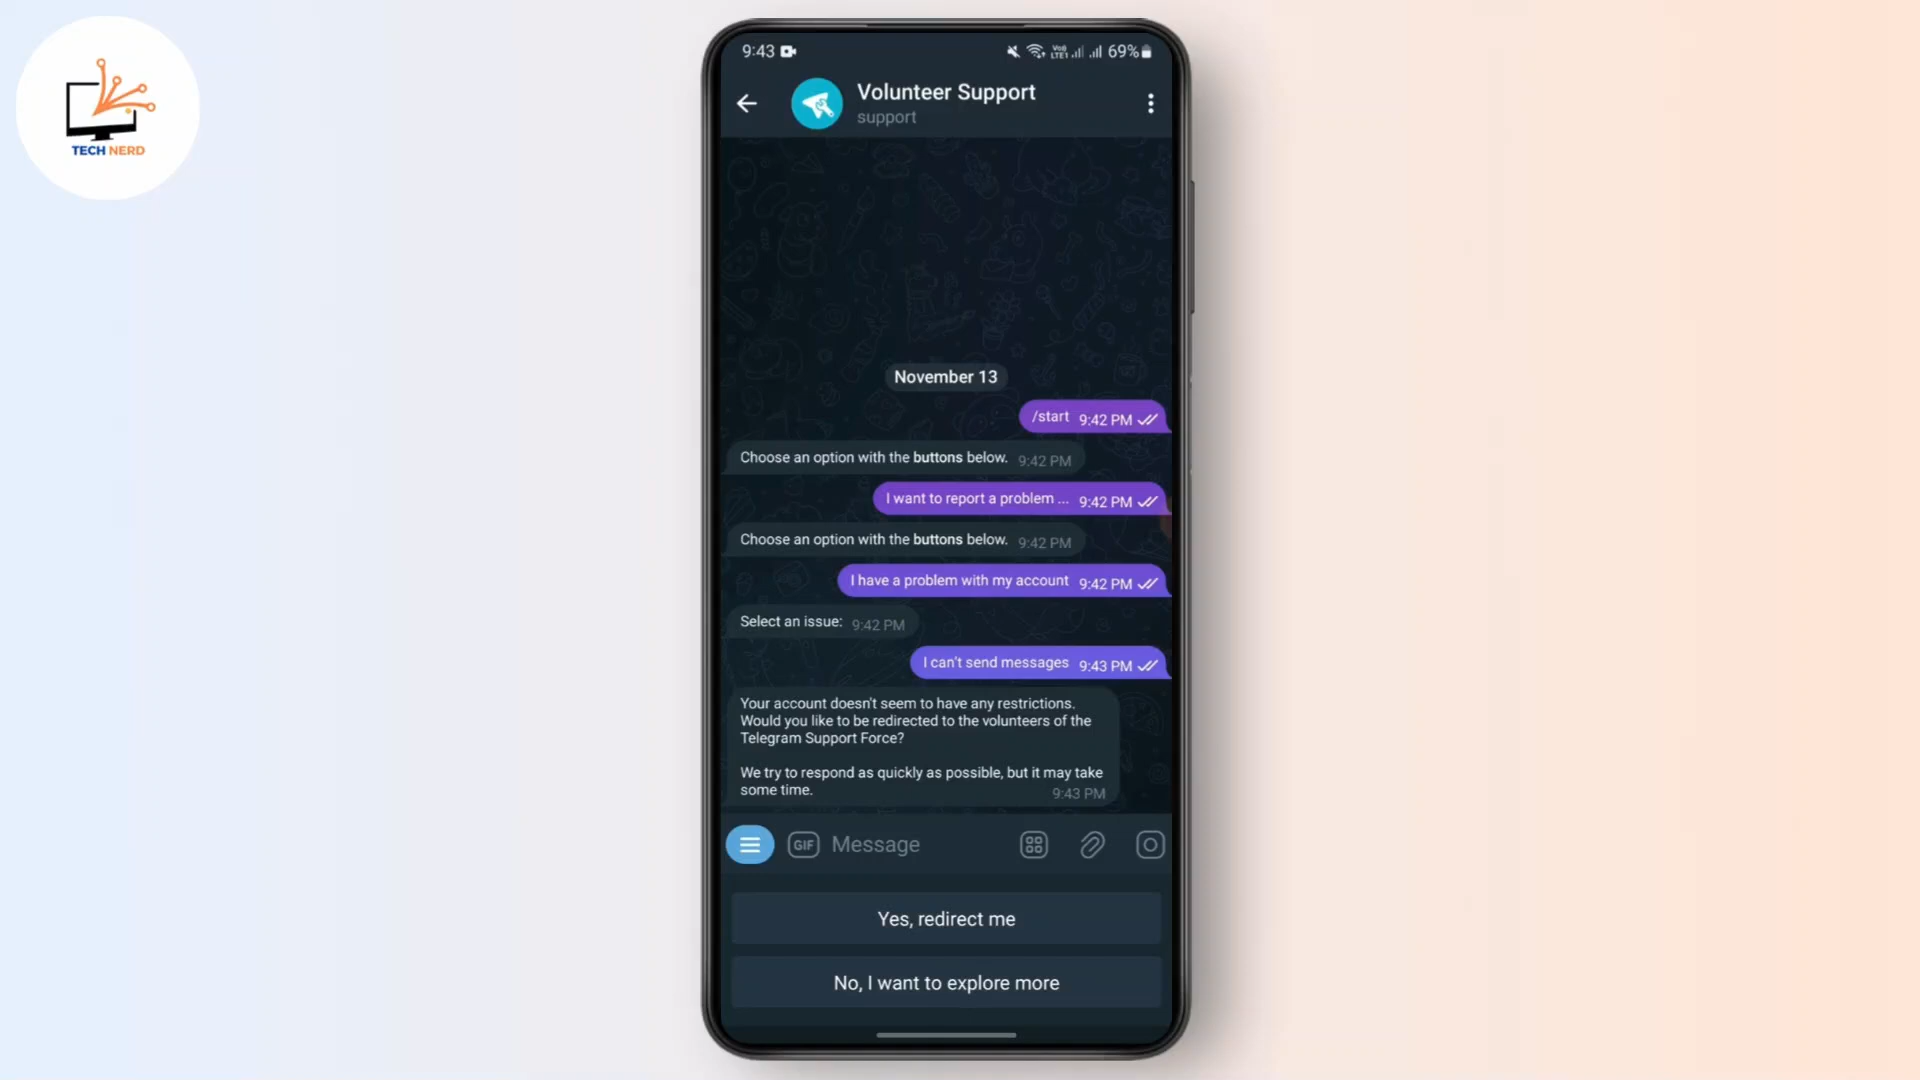 TECH NERD
9:43
VoO LTE1 69%
Volunteer Support
support
November 13
/start 9:42 PM
Choose an option with the buttons below. 9:42 PM
I want to report a problem ... 9:42 PM
Choose an option with the buttons below. 9:42 PM
I have a problem with my account 9:42 PM
Select an issue: 9:42 PM
I can't send messages 9:43 PM
Your account doesn't seem to have any restrictions.
Would you like to be redirected to the volunteers of the
Telegram Support Force?
We try to respond as quickly as possible, but it may take
some time. 9:43 PM
GIF Message
Yes, redirect me
No, I want to explore more